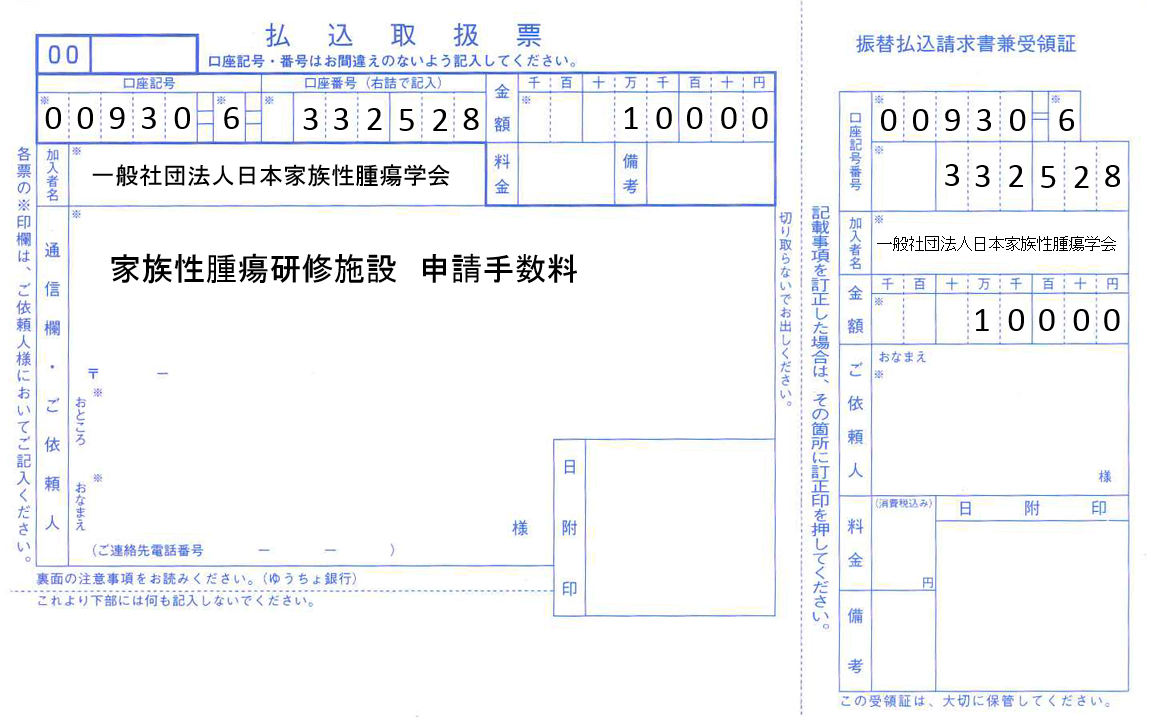 払込取扱票
00
口座記号・番号はお間違えのないよう記入してください。
口座記号
口座番号（右詰で記入）
金額
千 百 十 万 千 百 十 円
※ ※ ※ ※
00930 6 332528
10000
加入者名
※
一般社団法人日本家族性腫瘍学会
料金
備考
通信欄・ご依頼人
※
家族性腫瘍研修施設 申請手数料
〒 －
※
おところ
※
おなまえ
様
（ご連絡先電話番号 － － ）
日附印
裏面の注意事項をお読みください。（ゆうちょ銀行）
これより下部には何も記入しないでください。
各票の※印欄は、ご依頼人様においてご記入ください。
切り取らないでお出しください。
記載事項を訂正した場合は、その箇所に訂正印を押してください。
振替払込請求書兼受領証
口座記号番号
※ ※
00930 6
※
332528
加入者名
※
一般社団法人日本家族性腫瘍学会
金額
千 百 十 万 千 百 十 円
※
10000
ご依頼人
おなまえ
※
様
料金
（消費税込み）
円
日附印
備考
この受領証は、大切に保管してください。